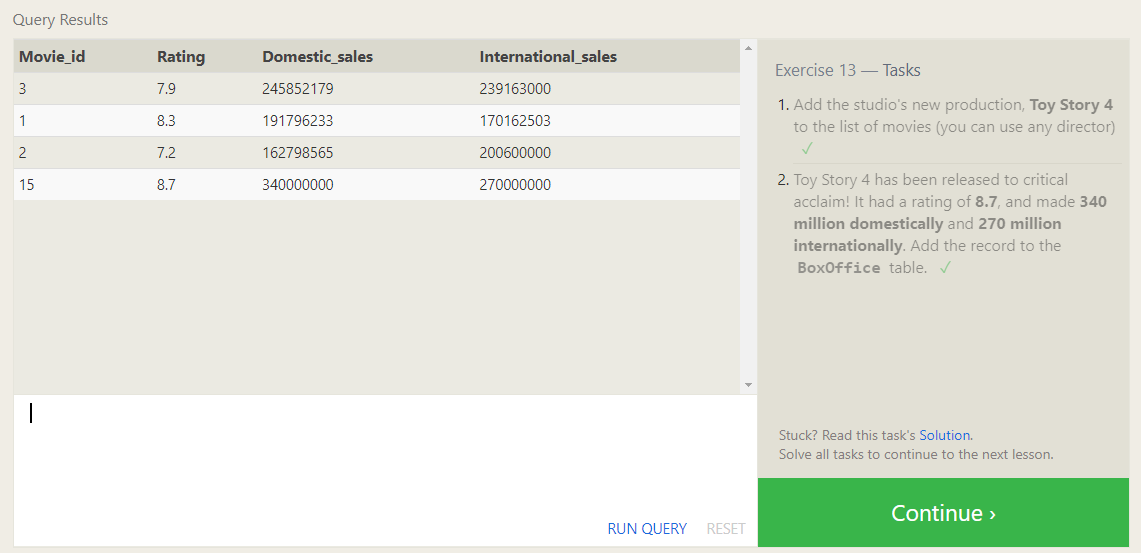 Query Results
Movie_id Rating Domestic_sales International_sales
3 7.9 245852179 239163000
1 8.3 191796233 170162503
2 7.2 162798565 200600000
15 8.7 340000000 270000000
RUN QUERY RESET
Exercise 13 — Tasks
1. Add the studio's new production, Toy Story 4
to the list of movies (you can use any director)
✓
2. Toy Story 4 has been released to critical
acclaim! It had a rating of 8.7, and made 340
million domestically and 270 million
internationally. Add the record to the
BoxOffice table. ✓
Stuck? Read this task's Solution.
Solve all tasks to continue to the next lesson.
Continue ›